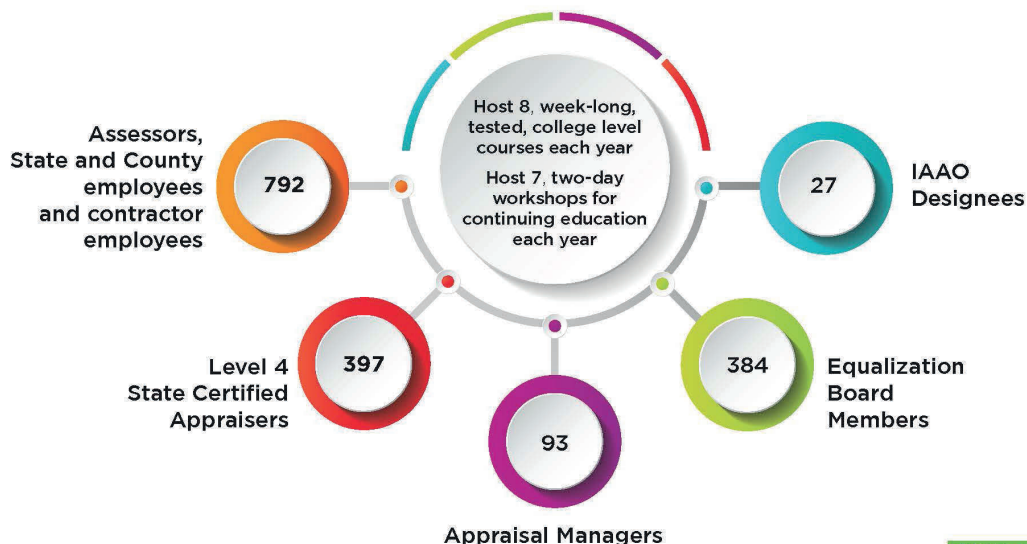 Host 8, week-long,
tested, college level
courses each year
Host 7, two-day
workshops for
continuing education
each year
Assessors,
State and County
employees
and contractor
employees
792
27
IAAO
Designees
Level 4
State Certified
Appraisers
397
384
Equalization
Board
Members
93
Appraisal Managers